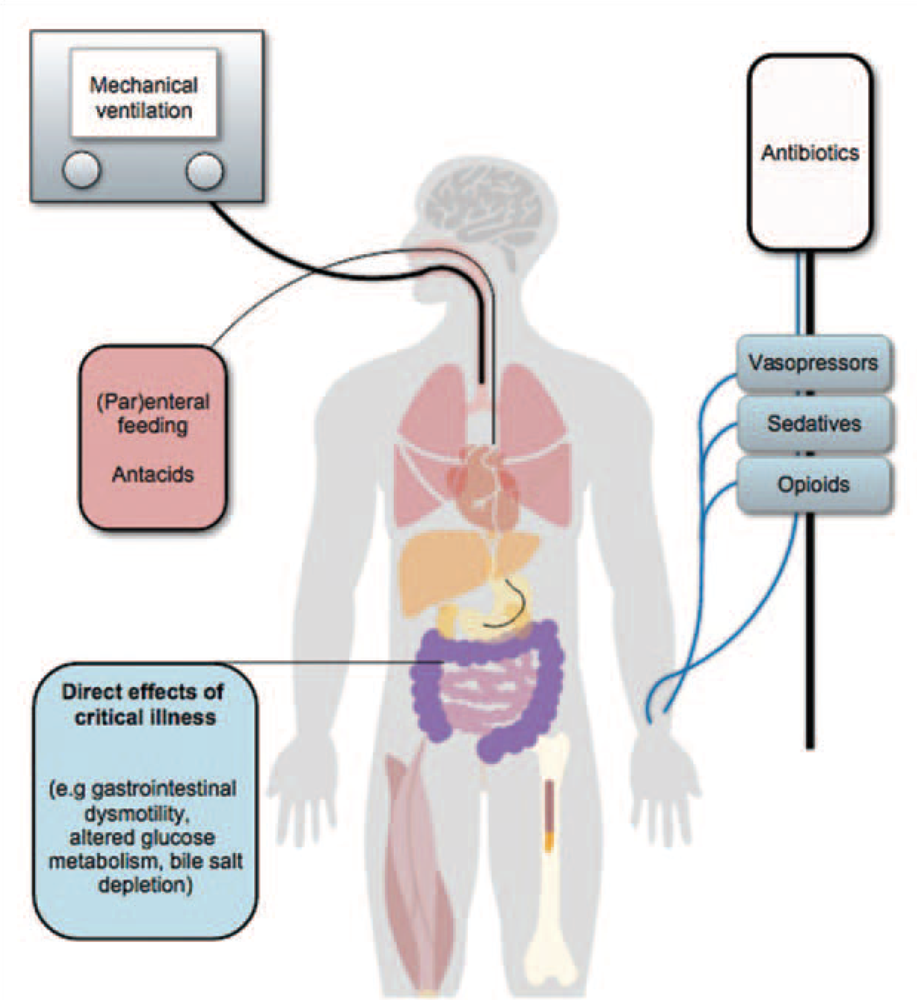 Mechanical
ventilation
Antibiotics
Vasopressors
Sedatives
Opioids
(Par)enteral
feeding
Antacids
Direct effects of
critical illness
(e.g gastrointestinal
dysmotility,
altered glucose
metabolism, bile salt
depletion)